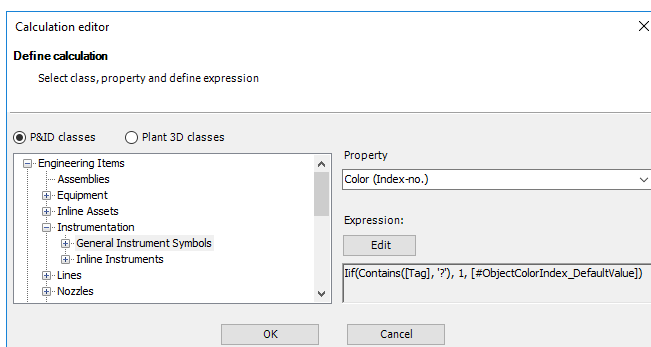 Calculation editor
Define calculation
Select class, property and define expression
P&ID classes
Plant 3D classes
Engineering Items
Assemblies
Equipment
Inline Assets
Instrumentation
General Instrument Symbols
Inline Instruments
Lines
Nozzles
Property
Color (Index-no.)
Expression:
Edit
Iif(Contains([Tag], '?'), 1, [#ObjectColorIndex_DefaultValue])
OK
Cancel